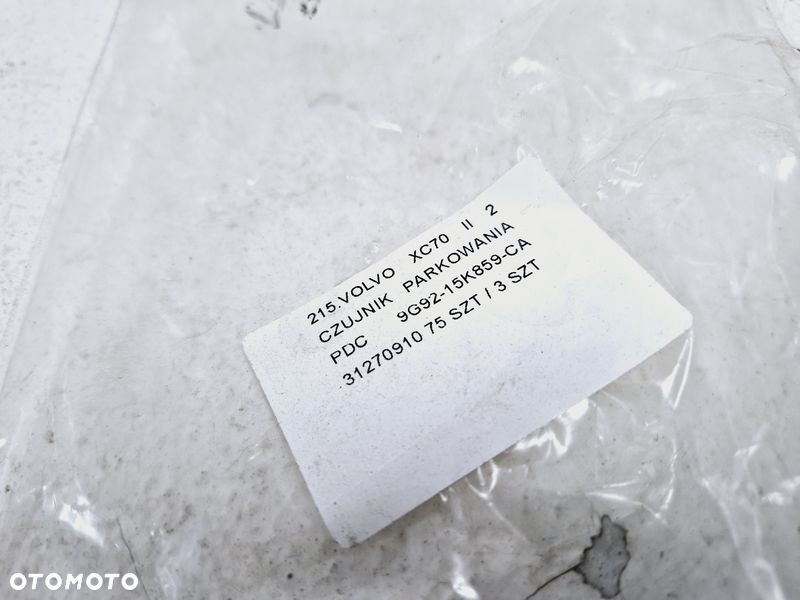 215.VOLVO XC70 II 2
CZUJNIK PARKOWANIA
PDC 9G92-15K859-CA
31270910 75 SZT / 3 SZT
OTOMOTO